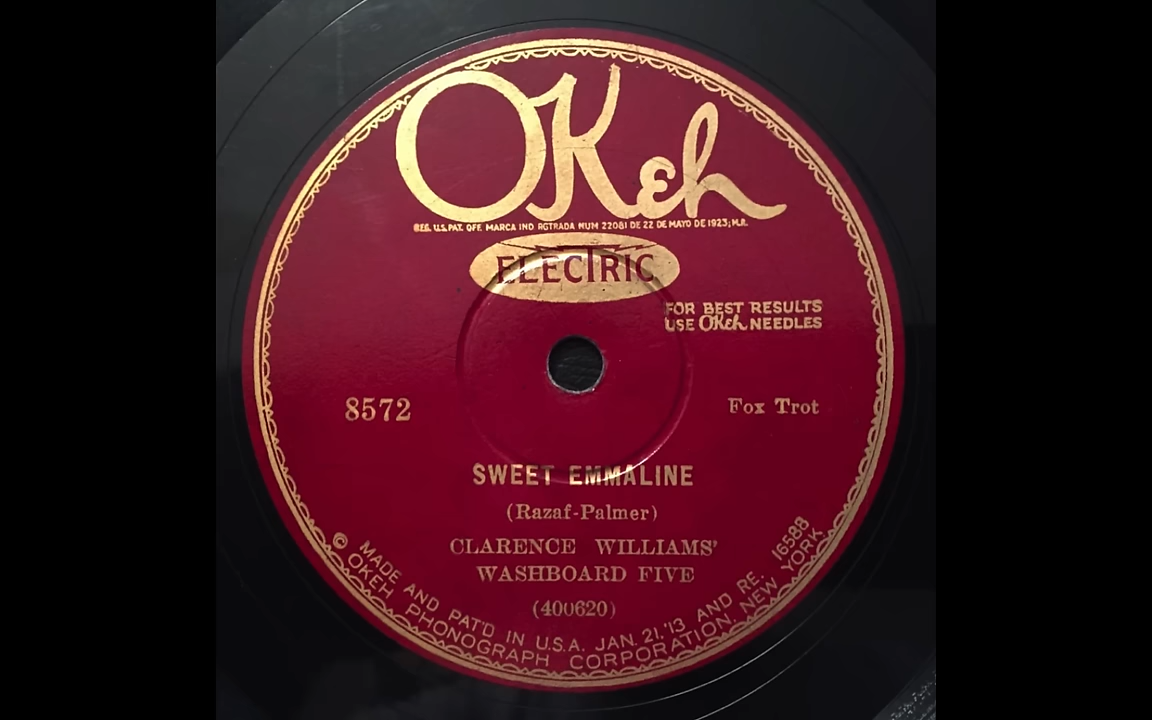 OKeh
REG. U.S. PAT. OFF. MARCA IND RGTRADA NUM 22081 DE 22 DE MAYO DE 1923; M.R.
ELECTRIC
FOR BEST RESULTS
USE OKeh NEEDLES
8572
Fox Trot
SWEET EMMALINE
(Razaf-Palmer)
CLARENCE WILLIAMS'
WASHBOARD FIVE
(400620)
MADE AND PAT'D IN U.S.A. JAN. 21, '13 AND RE. 16588
© OKEH PHONOGRAPH CORPORATION, NEW YORK